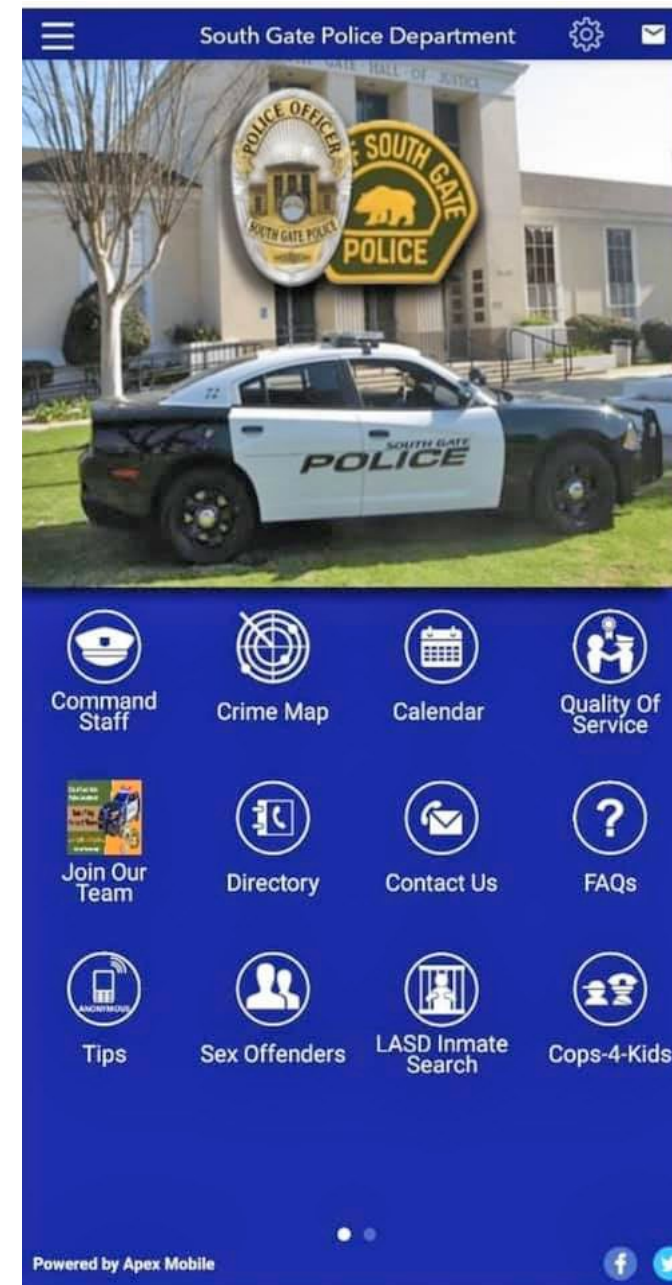 South Gate Police Department
GATE HALL OF JUSTICE
POLICE OFFICER
SOUTH GATE POLICE
OF SOUTH GATE
POLICE
72
SOUTH GATE
POLICE
Command
Staff
Crime Map
Calendar
Quality Of
Service
Join Our
Team
Directory
Contact Us
?
FAQs
ANONYMOUS
Tips
Sex Offenders
LASD Inmate
Search
Cops-4-Kids
Powered by Apex Mobile
f